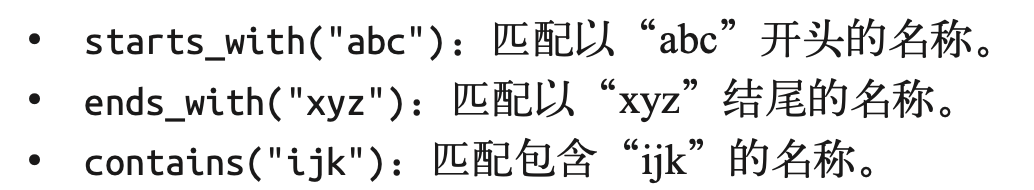 • starts_with("abc")：匹配以“abc”开头的名称。
• ends_with("xyz")：匹配以“xyz”结尾的名称。
• contains("ijk")：匹配包含“ijk”的名称。